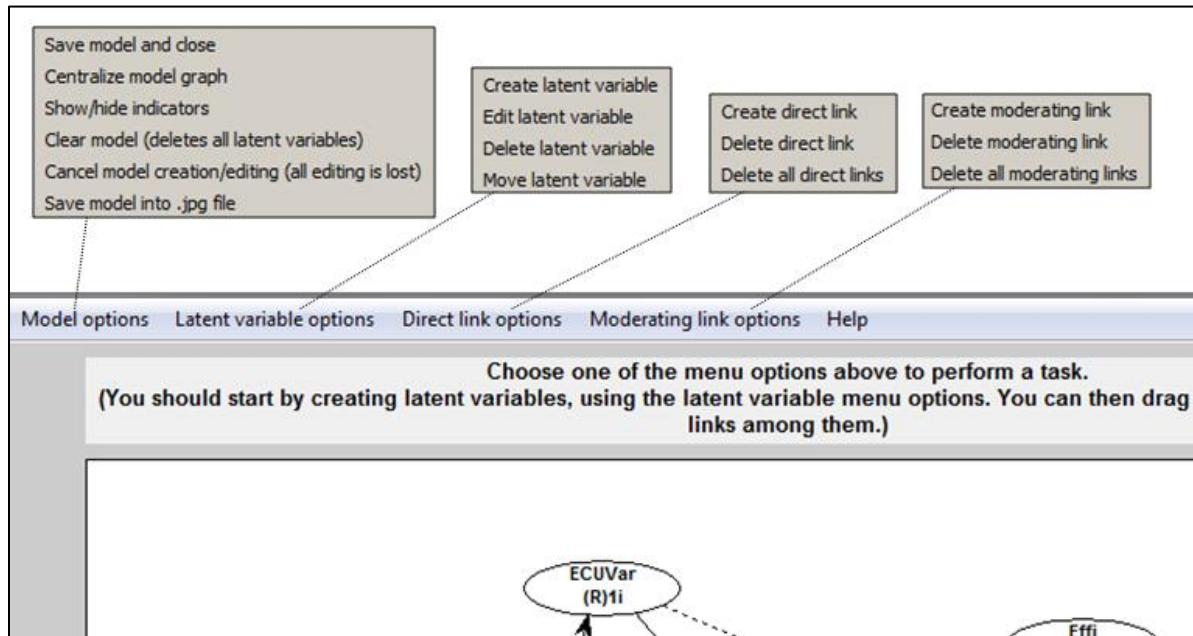 Save model and close
Centralize model graph
Show/hide indicators
Clear model (deletes all latent variables)
Cancel model creation/editing (all editing is lost)
Save model into .jpg file
Create latent variable
Edit latent variable
Delete latent variable
Move latent variable
Create direct link
Delete direct link
Delete all direct links
Create moderating link
Delete moderating link
Delete all moderating links
Model options Latent variable options Direct link options Moderating link options Help
Choose one of the menu options above to perform a task.
(You should start by creating latent variables, using the latent variable menu options. You can then drag
links among them.)
ECUVar
(R)1i
Effi